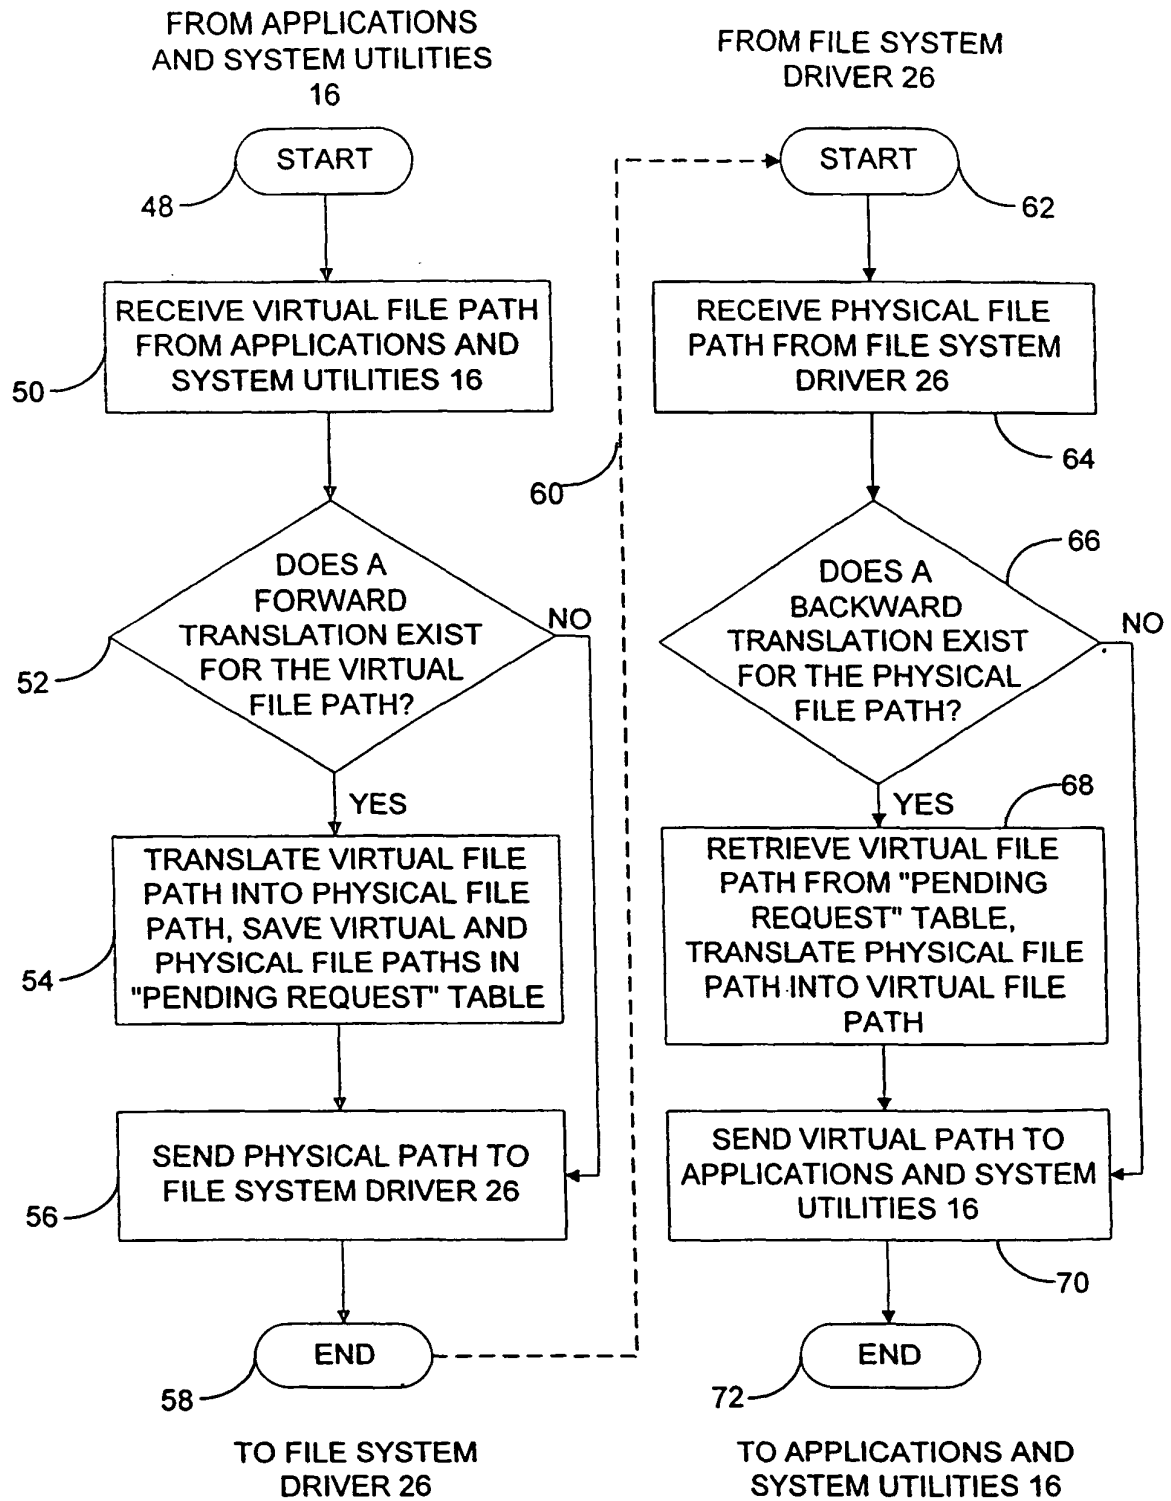 FROM APPLICATIONS
AND SYSTEM UTILITIES
16
START
48
RECEIVE VIRTUAL FILE PATH
FROM APPLICATIONS AND
SYSTEM UTILITIES 16
50
DOES A
FORWARD
TRANSLATION EXIST
FOR THE VIRTUAL
FILE PATH?
NO
52
YES
TRANSLATE VIRTUAL FILE
PATH INTO PHYSICAL FILE
PATH, SAVE VIRTUAL AND
PHYSICAL FILE PATHS IN
"PENDING REQUEST" TABLE
54
SEND PHYSICAL PATH TO
FILE SYSTEM DRIVER 26
56
END
58
TO FILE SYSTEM
DRIVER 26
60
FROM FILE SYSTEM
DRIVER 26
START
62
RECEIVE PHYSICAL FILE
PATH FROM FILE SYSTEM
DRIVER 26
64
66
DOES A
BACKWARD
TRANSLATION EXIST
FOR THE PHYSICAL
FILE PATH?
NO
YES
68
RETRIEVE VIRTUAL FILE
PATH FROM "PENDING
REQUEST" TABLE,
TRANSLATE PHYSICAL FILE
PATH INTO VIRTUAL FILE
PATH
SEND VIRTUAL PATH TO
APPLICATIONS AND SYSTEM
UTILITIES 16
70
END
72
TO APPLICATIONS AND
SYSTEM UTILITIES 16